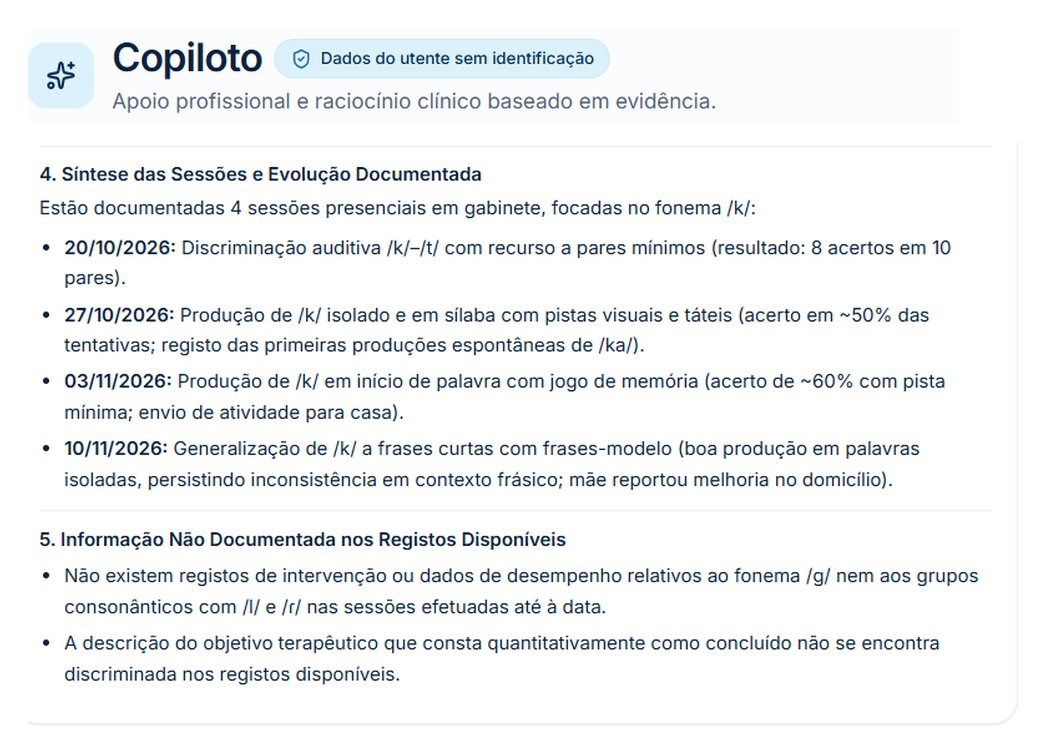 Copiloto
Dados do utente sem identificação
Apoio profissional e raciocínio clínico baseado em evidência.
4. Síntese das Sessões e Evolução Documentada
Estão documentadas 4 sessões presenciais em gabinete, focadas no fonema /k/:
• 20/10/2026: Discriminação auditiva /k/–/t/ com recurso a pares mínimos (resultado: 8 acertos em 10
pares).
• 27/10/2026: Produção de /k/ isolado e em sílaba com pistas visuais e táteis (acerto em ~50% das
tentativas; registo das primeiras produções espontâneas de /ka/).
• 03/11/2026: Produção de /k/ em início de palavra com jogo de memória (acerto de ~60% com pista
mínima; envio de atividade para casa).
• 10/11/2026: Generalização de /k/ a frases curtas com frases-modelo (boa produção em palavras
isoladas, persistindo inconsistência em contexto frásico; mãe reportou melhoria no domicílio).
5. Informação Não Documentada nos Registos Disponíveis
• Não existem registos de intervenção ou dados de desempenho relativos ao fonema /g/ nem aos grupos
consonânticos com /l/ e /ɾ/ nas sessões efetuadas até à data.
• A descrição do objetivo terapêutico que consta quantitativamente como concluído não se encontra
discriminada nos registos disponíveis.